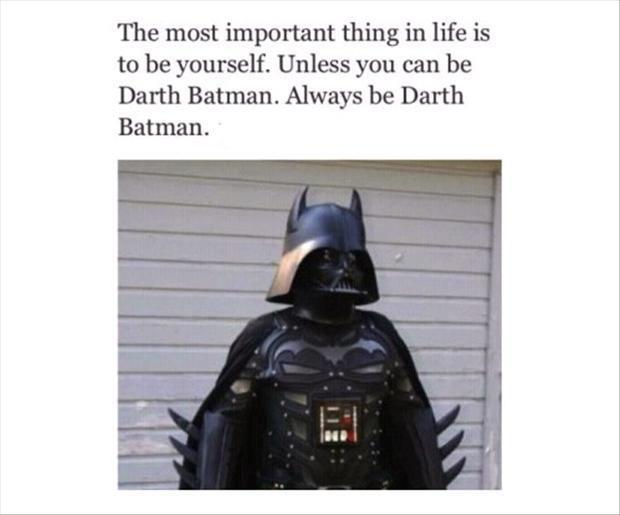 The most important thing in life is
to be yourself. Unless you can be
Darth Batman. Always be Darth
Batman.